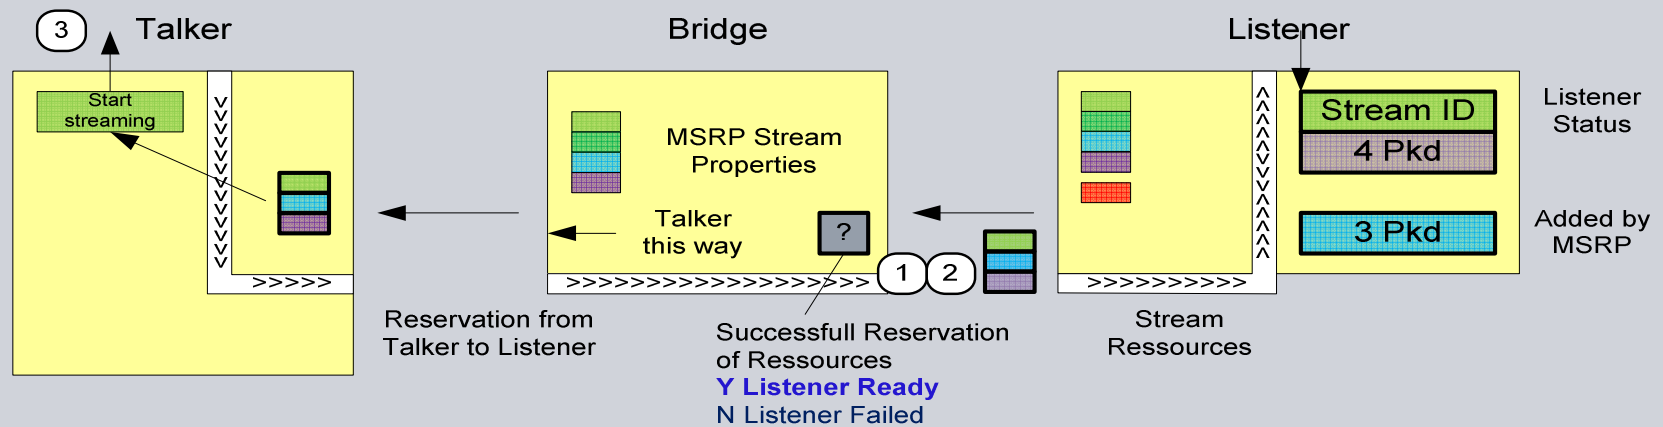 3
Talker
Bridge
Listener
Start
streaming
> > > > > > > > > > > > >
> > > > >
MSRP Stream
Properties
Talker
this way
?
> > > > > > > > > > > > > > > > > > > > > > >
1
2
> > > > > > > > > > > >
> > > > > > > > > > > > >
Stream ID
4 Pkd
3 Pkd
Listener
Status
Added by
MSRP
Reservation from
Talker to Listener
Successfull Reservation
of Ressources
Y Listener Ready
N Listener Failed
Stream
Ressources